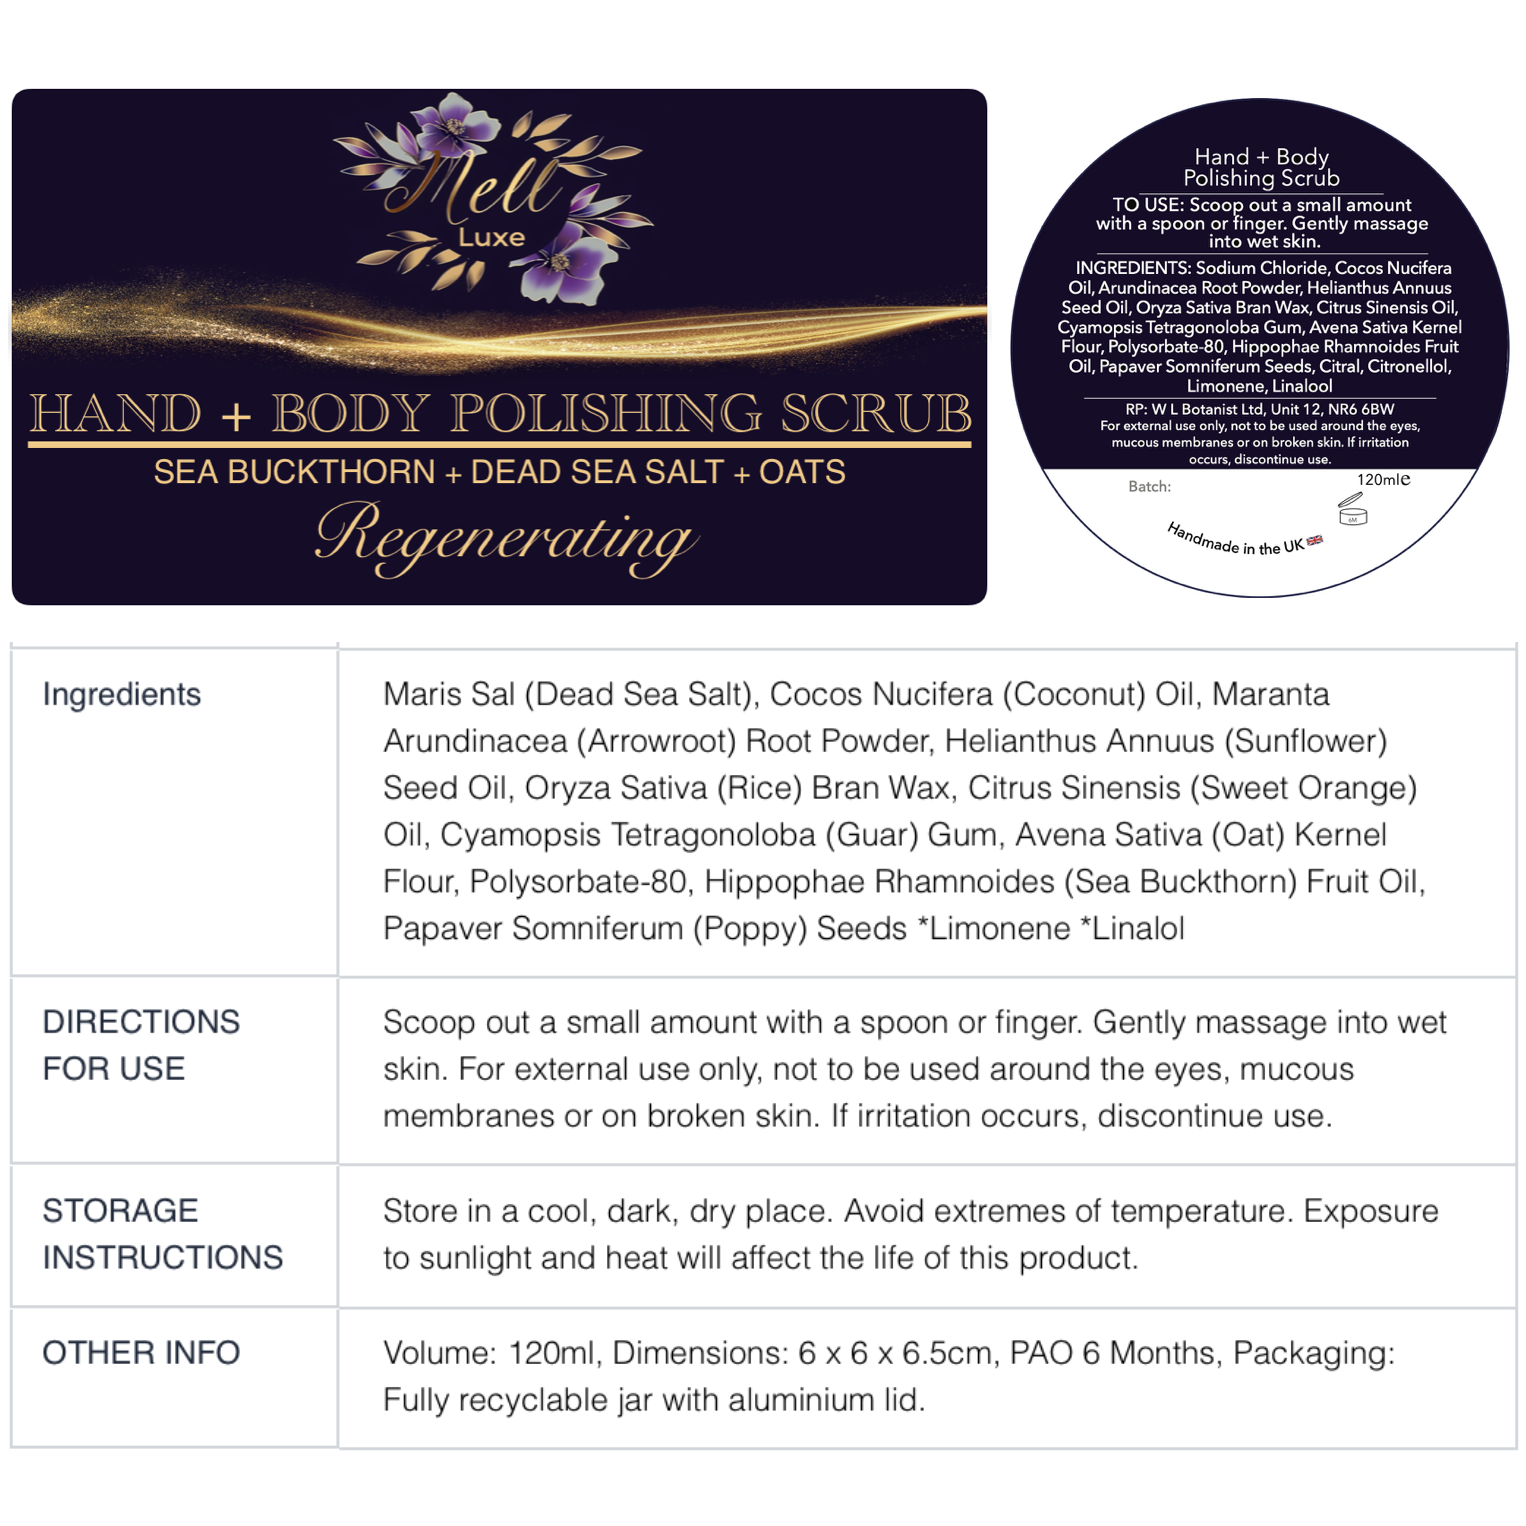 Mell
Luxe
HAND + BODY POLISHING SCRUB
SEA BUCKTHORN + DEAD SEA SALT + OATS
Regenerating
Hand + Body
Polishing Scrub
TO USE: Scoop out a small amount
with a spoon or finger. Gently massage
into wet skin.
INGREDIENTS: Sodium Chloride, Cocos Nucifera
Oil, Arundinacea Root Powder, Helianthus Annuus
Seed Oil, Oryza Sativa Bran Wax, Citrus Sinensis Oil,
Cyamopsis Tetragonoloba Gum, Avena Sativa Kernel
Flour, Polysorbate-80, Hippophae Rhamnoides Fruit
Oil, Papaver Somniferum Seeds, Citral, Citronellol,
Limonene, Linalool
RP: W L Botanist Ltd, Unit 12, NR6 6BW
For external use only, not to be used around the eyes,
mucous membranes or on broken skin. If irritation
occurs, discontinue use.
Batch:
120ml℮
6M
Handmade in the UK
Ingredients
Maris Sal (Dead Sea Salt), Cocos Nucifera (Coconut) Oil, Maranta
Arundinacea (Arrowroot) Root Powder, Helianthus Annuus (Sunflower)
Seed Oil, Oryza Sativa (Rice) Bran Wax, Citrus Sinensis (Sweet Orange)
Oil, Cyamopsis Tetragonoloba (Guar) Gum, Avena Sativa (Oat) Kernel
Flour, Polysorbate-80, Hippophae Rhamnoides (Sea Buckthorn) Fruit Oil,
Papaver Somniferum (Poppy) Seeds *Limonene *Linalol
DIRECTIONS
FOR USE
Scoop out a small amount with a spoon or finger. Gently massage into wet
skin. For external use only, not to be used around the eyes, mucous
membranes or on broken skin. If irritation occurs, discontinue use.
STORAGE
INSTRUCTIONS
Store in a cool, dark, dry place. Avoid extremes of temperature. Exposure
to sunlight and heat will affect the life of this product.
OTHER INFO
Volume: 120ml, Dimensions: 6 x 6 x 6.5cm, PAO 6 Months, Packaging:
Fully recyclable jar with aluminium lid.